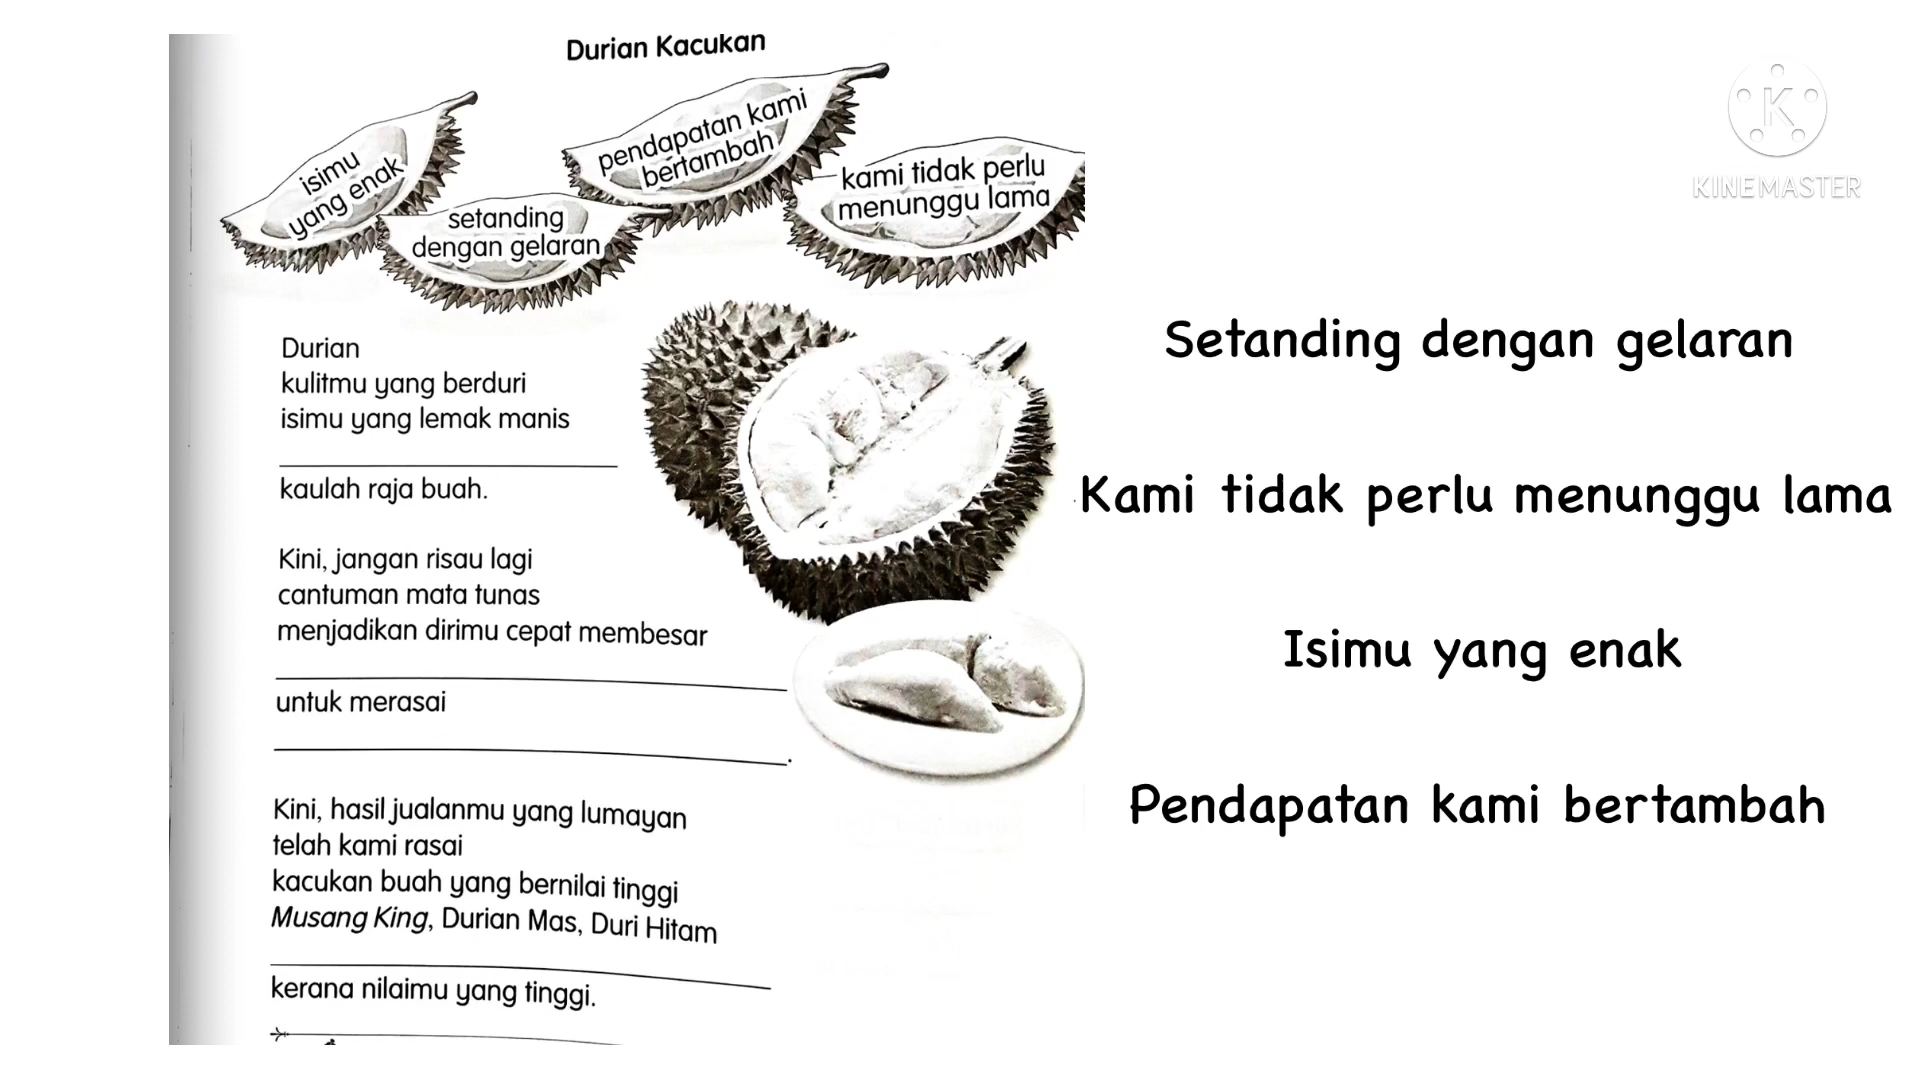 Durian Kacukan
isimu
yang enak
setanding
dengan gelaran
pendapatan kami
bertambah
kami tidak perlu
menunggu lama
Durian
kulitmu yang berduri
isimu yang lemak manis
kaulah raja buah.
Kini, jangan risau lagi
cantuman mata tunas
menjadikan dirimu cepat membesar
untuk merasai
.
Kini, hasil jualanmu yang lumayan
telah kami rasai
kacukan buah yang bernilai tinggi
Musang King, Durian Mas, Duri Hitam
kerana nilaimu yang tinggi.
K
KINEMASTER
Setanding dengan gelaran
Kami tidak perlu menunggu lama
Isimu yang enak
Pendapatan kami bertambah